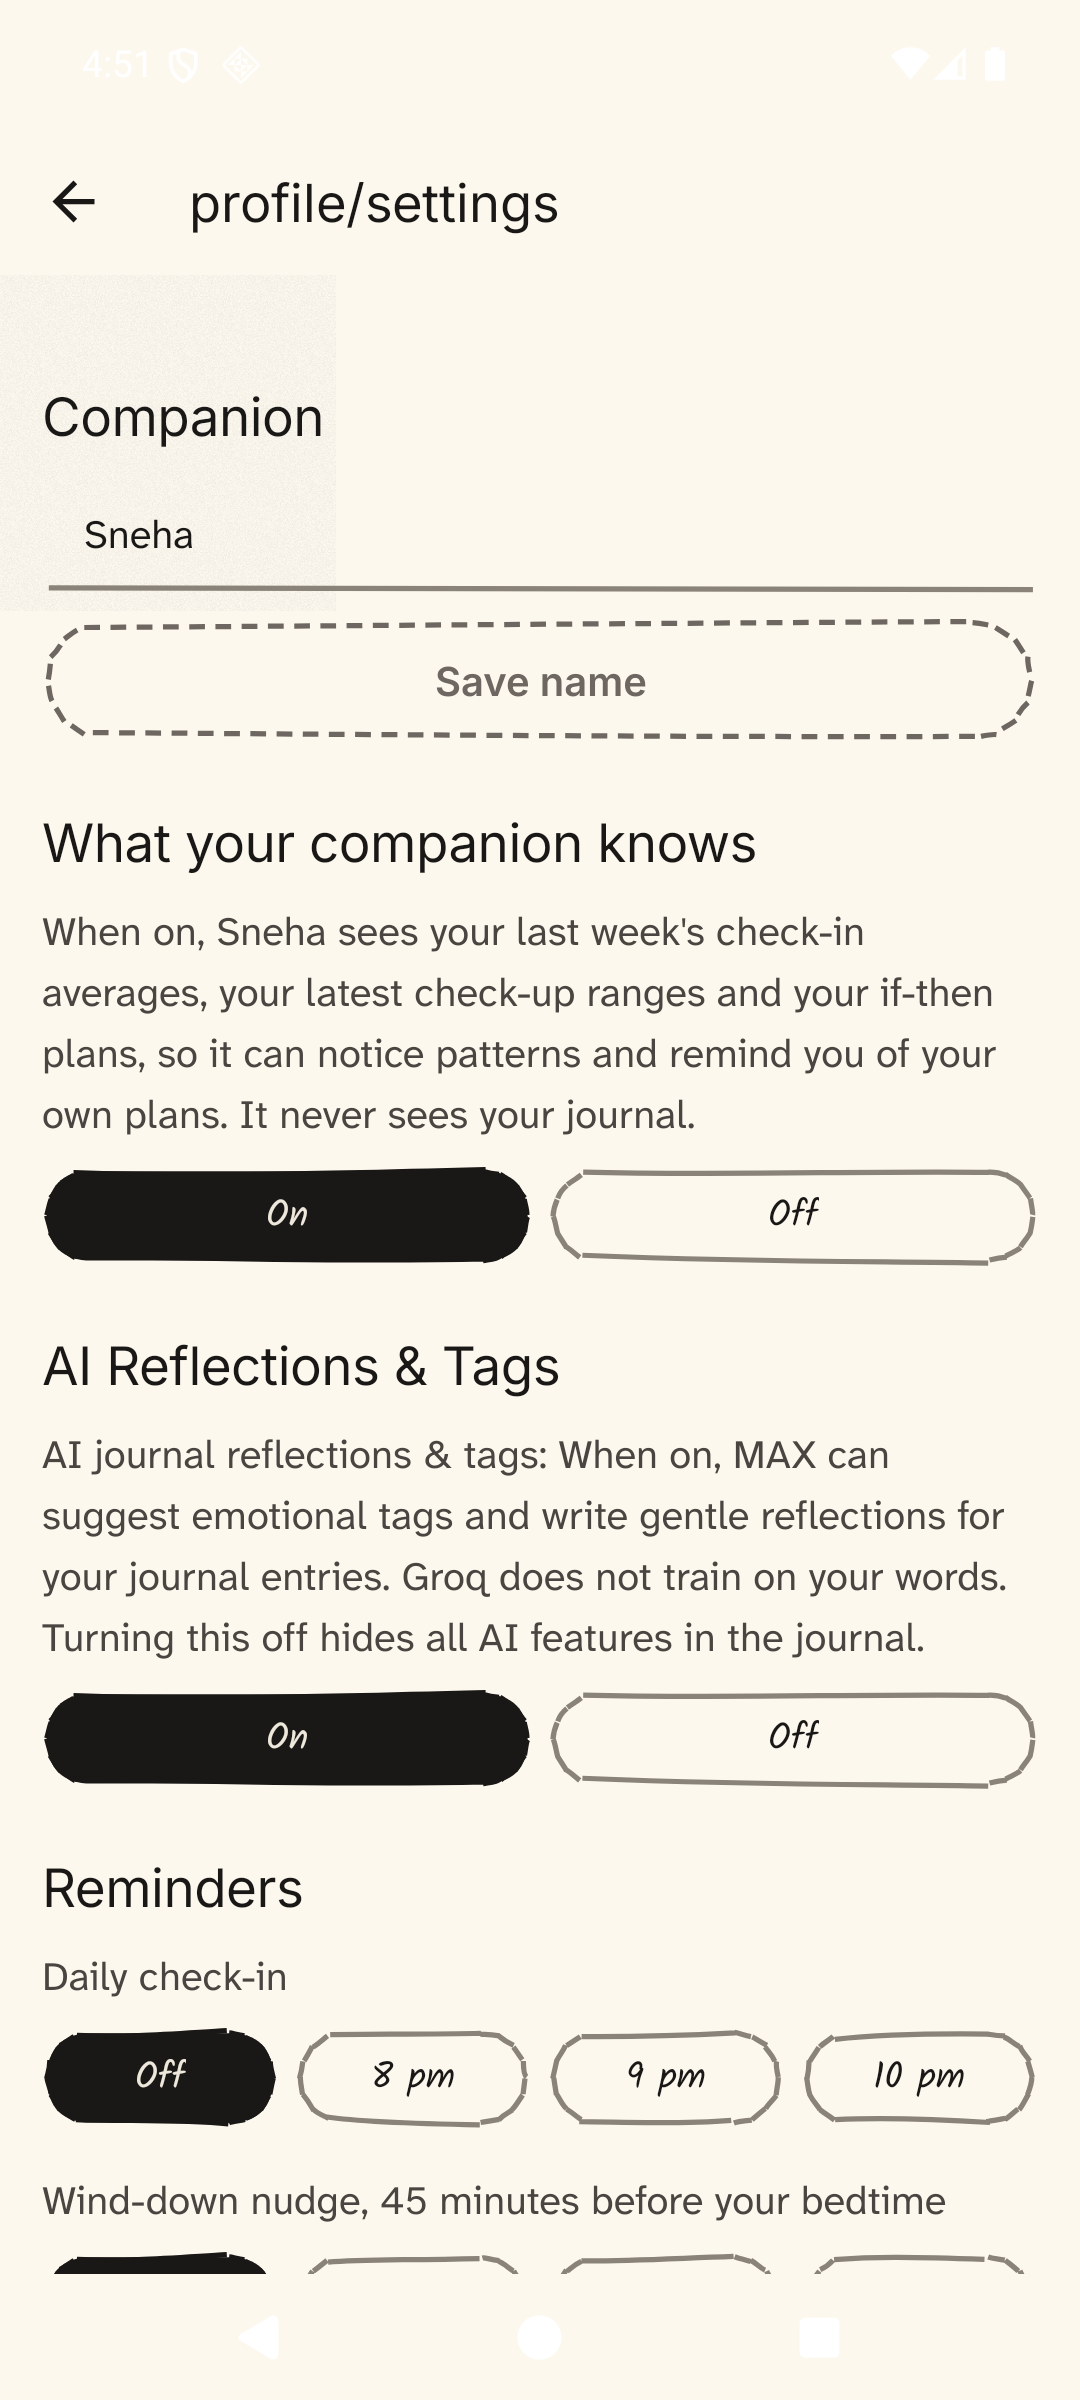 4:51
profile/settings
Companion
Sneha
Save name
What your companion knows
When on, Sneha sees your last week's check-in
averages, your latest check-up ranges and your if-then
plans, so it can notice patterns and remind you of your
own plans. It never sees your journal.
On Off
AI Reflections & Tags
AI journal reflections & tags: When on, MAX can
suggest emotional tags and write gentle reflections for
your journal entries. Groq does not train on your words.
Turning this off hides all AI features in the journal.
On Off
Reminders
Daily check-in
Off 8 pm 9 pm 10 pm
Wind-down nudge, 45 minutes before your bedtime